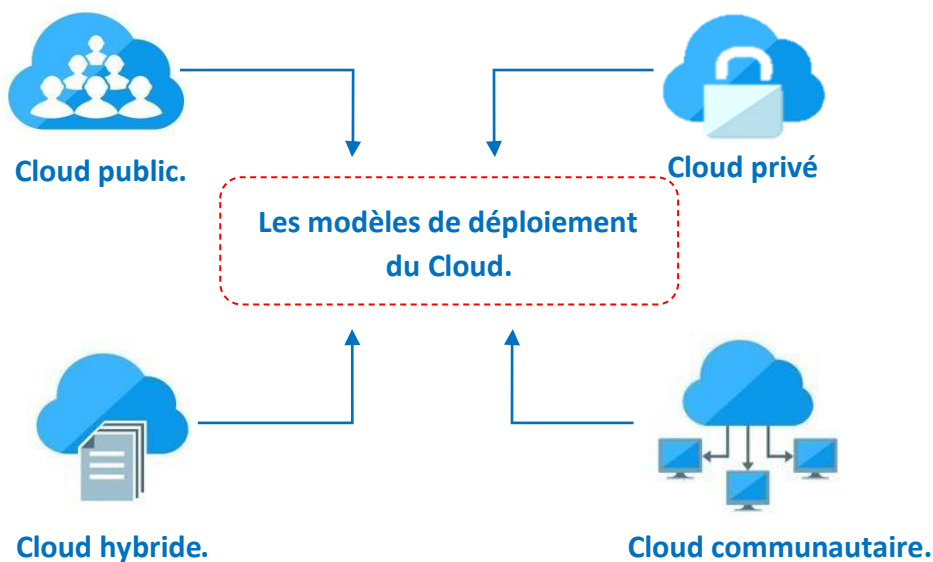 Cloud public.
Cloud privé
Les modèles de déploiement
du Cloud.
Cloud hybride.
Cloud communautaire.